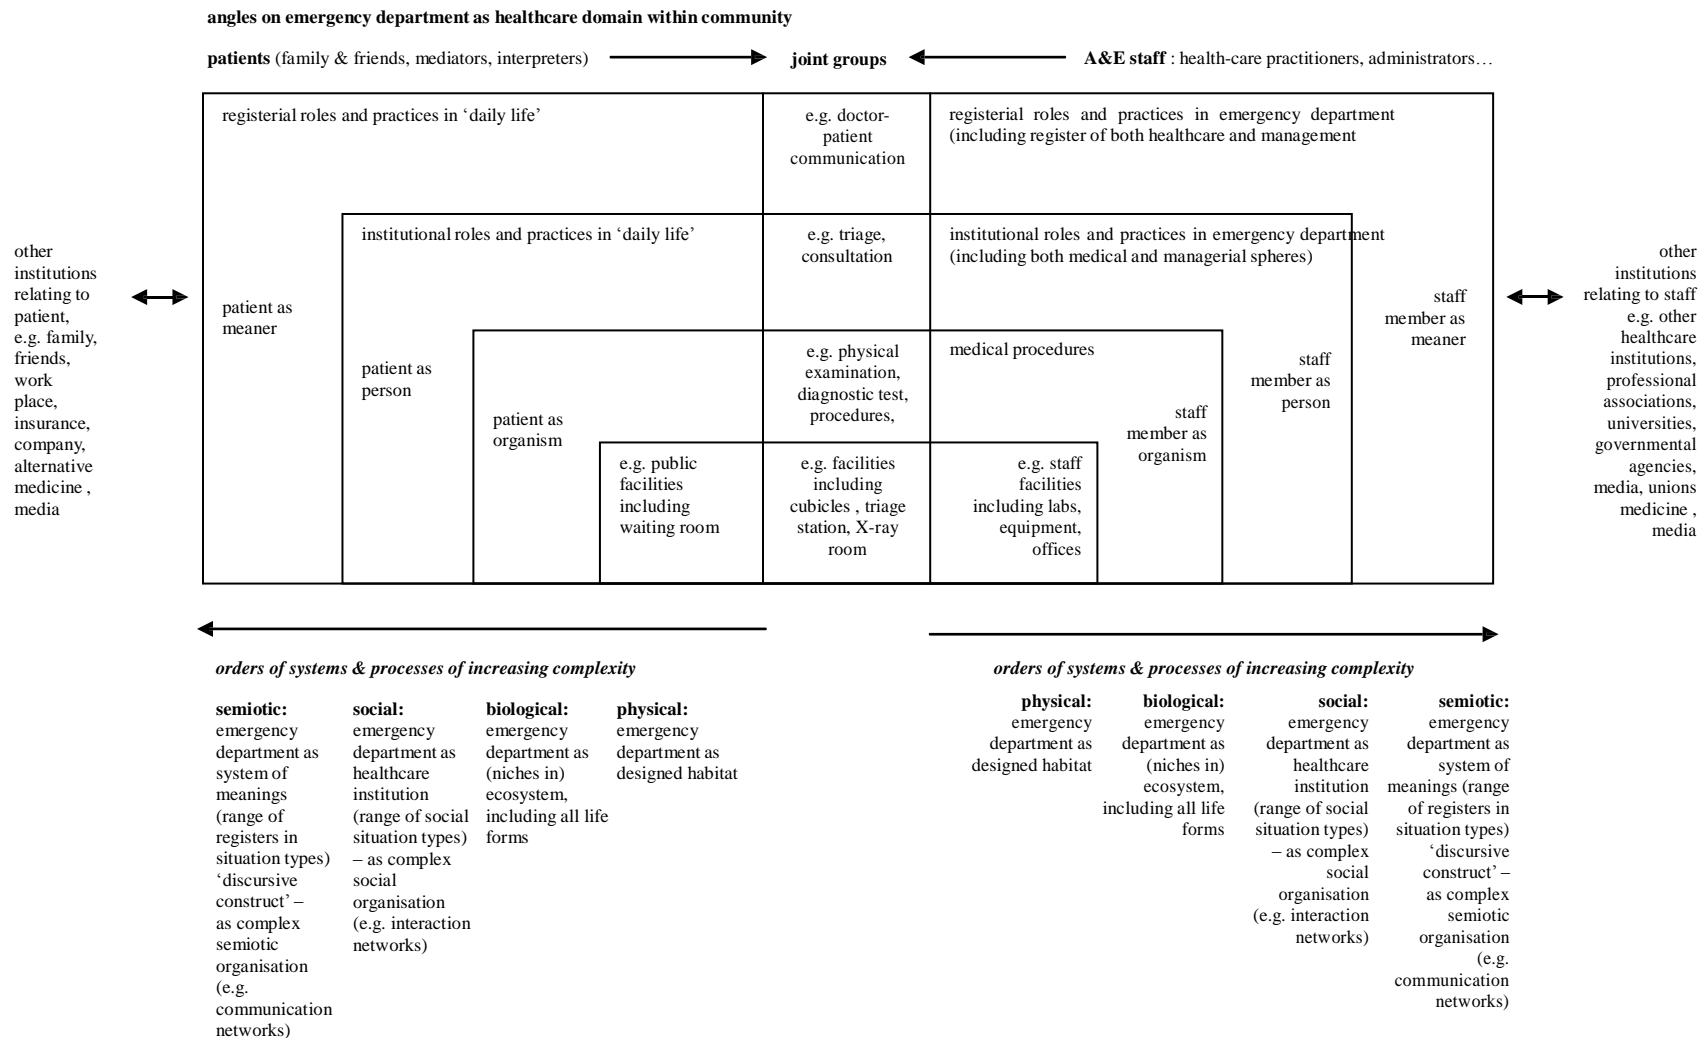 angles on emergency department as healthcare domain within community
patients (family & friends, mediators, interpreters)
joint groups
A&E staff : health-care practitioners, administrators…
registerial roles and practices in ‘daily life’
e.g. doctor-
patient
communication
registerial roles and practices in emergency department
(including register of both healthcare and management
institutional roles and practices in ‘daily life’
e.g. triage,
consultation
institutional roles and practices in emergency department
(including both medical and managerial spheres)
other
institutions
relating to
patient,
e.g. family,
friends,
work
place,
insurance,
company,
alternative
medicine ,
media
patient as
meaner
patient as
person
patient as
organism
e.g. physical
examination,
diagnostic test,
procedures,
medical procedures
e.g. public
facilities
including
waiting room
e.g. facilities
including
cubicles , triage
station, X-ray
room
e.g. staff
facilities
including labs,
equipment,
offices
staff
member as
organism
staff
member as
person
staff
member as
meaner
other
institutions
relating to staff
e.g. other
healthcare
institutions,
professional
associations,
universities,
governmental
agencies,
media, unions
medicine ,
media
orders of systems & processes of increasing complexity
semiotic:
emergency
department as
system of
meanings
(range of
registers in
situation types)
‘discursive
construct’ –
as complex
semiotic
organisation
(e.g.
communication
networks)
social:
emergency
department as
healthcare
institution
(range of social
situation types)
– as complex
social
organisation
(e.g. interaction
networks)
biological:
emergency
department as
(niches in)
ecosystem,
including all life
forms
physical:
emergency
department as
designed habitat
orders of systems & processes of increasing complexity
physical:
emergency
department as
designed habitat
biological:
emergency
department as
(niches in)
ecosystem,
including all life
forms
social:
emergency
department as
healthcare
institution
(range of social
situation types)
– as complex
social
organisation
(e.g. interaction
networks)
semiotic:
emergency
department as
system of
meanings (range
of registers in
situation types)
‘discursive
construct’ –
as complex
semiotic
organisation
(e.g.
communication
networks)